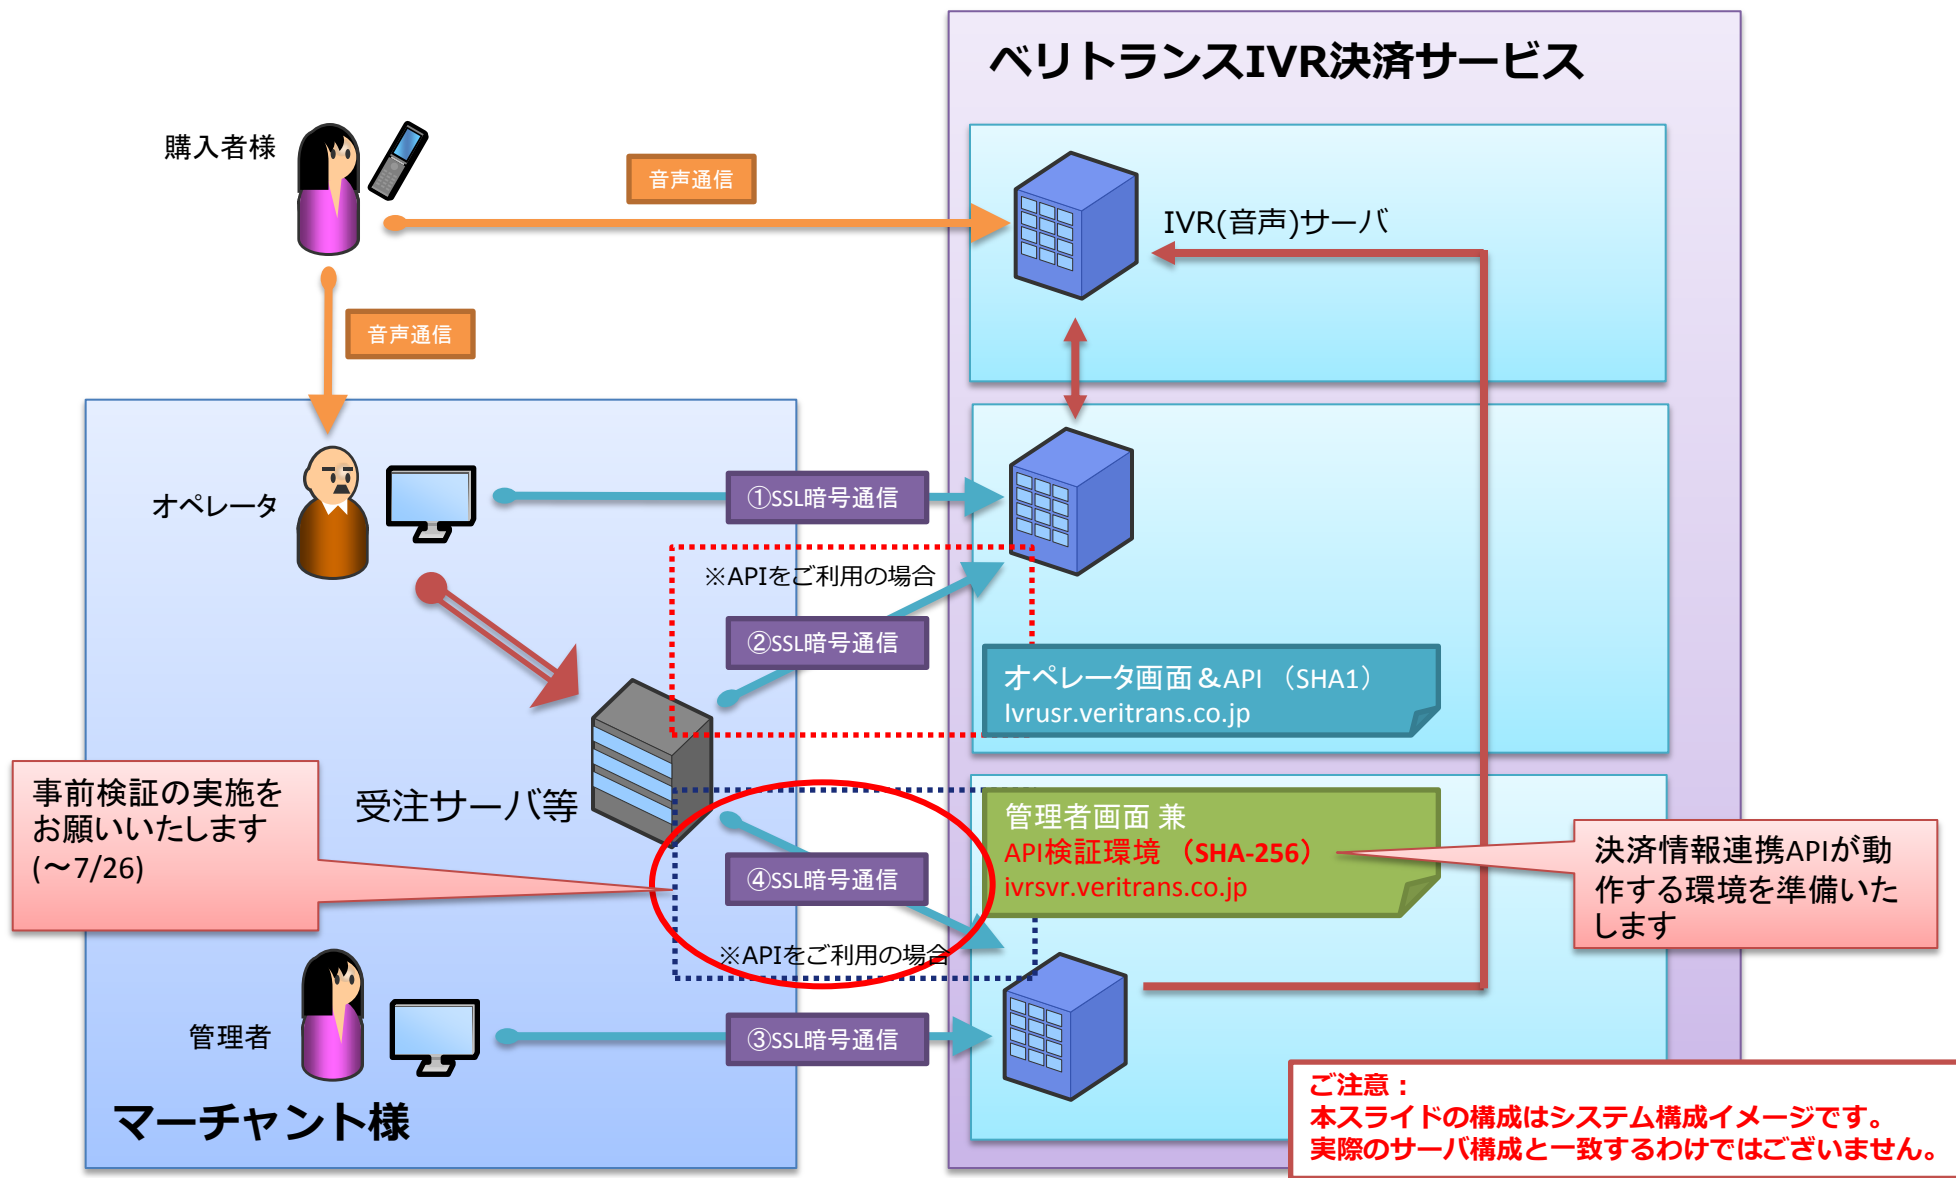 ベリトランスIVR決済サービス
購入者様
音声通信
IVR(音声)サーバ
音声通信
オペレータ
①SSL暗号通信
※APIをご利用の場合
②SSL暗号通信
オペレータ画面＆API （SHA1）
Ivrusr.veritrans.co.jp
事前検証の実施を
お願いいたします
(～7/26)
受注サーバ等
管理者画面 兼
API検証環境 （SHA-256）
ivrsvr.veritrans.co.jp
決済情報連携APIが動
作する環境を準備いた
します
④SSL暗号通信
※APIをご利用の場合
管理者
③SSL暗号通信
マーチャント様
ご注意：
本スライドの構成はシステム構成イメージです。
実際のサーバ構成と一致するわけではございません。